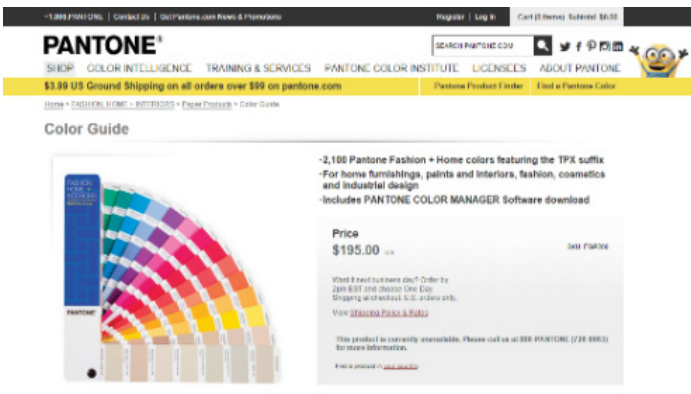 Contact Us | Get Pantone.com News & Promotions
Register | Log In
Cart (0 Items) Subtotal $0.00
PANTONE®
SEARCH PANTONE.COM
SHOP COLOR INTELLIGENCE TRAINING & SERVICES PANTONE COLOR INSTITUTE LICENSEES ABOUT PANTONE
$3.99 US Ground Shipping on all orders over $99 on pantone.com
Pantone Product Finder
Find a Pantone Color
Home > FASHION, HOME + INTERIORS > Paper Products > Color Guide
Color Guide
-2,100 Pantone Fashion + Home colors featuring the TPX suffix
-For home furnishings, paints and interiors, fashion, cosmetics
and industrial design
-Includes PANTONE COLOR MANAGER Software download
FASHION,
HOME +
INTERIORS
PANTONE
Price
$195.00
SKU
Want it next business day? Order by
2pm EST and choose One Day
Shipping at checkout. U.S. orders only.
View Shipping Policy & Rates
This product is currently unavailable. Please call us at 888 PANTONE (726-8663)
for more information.
Find a product in your country.